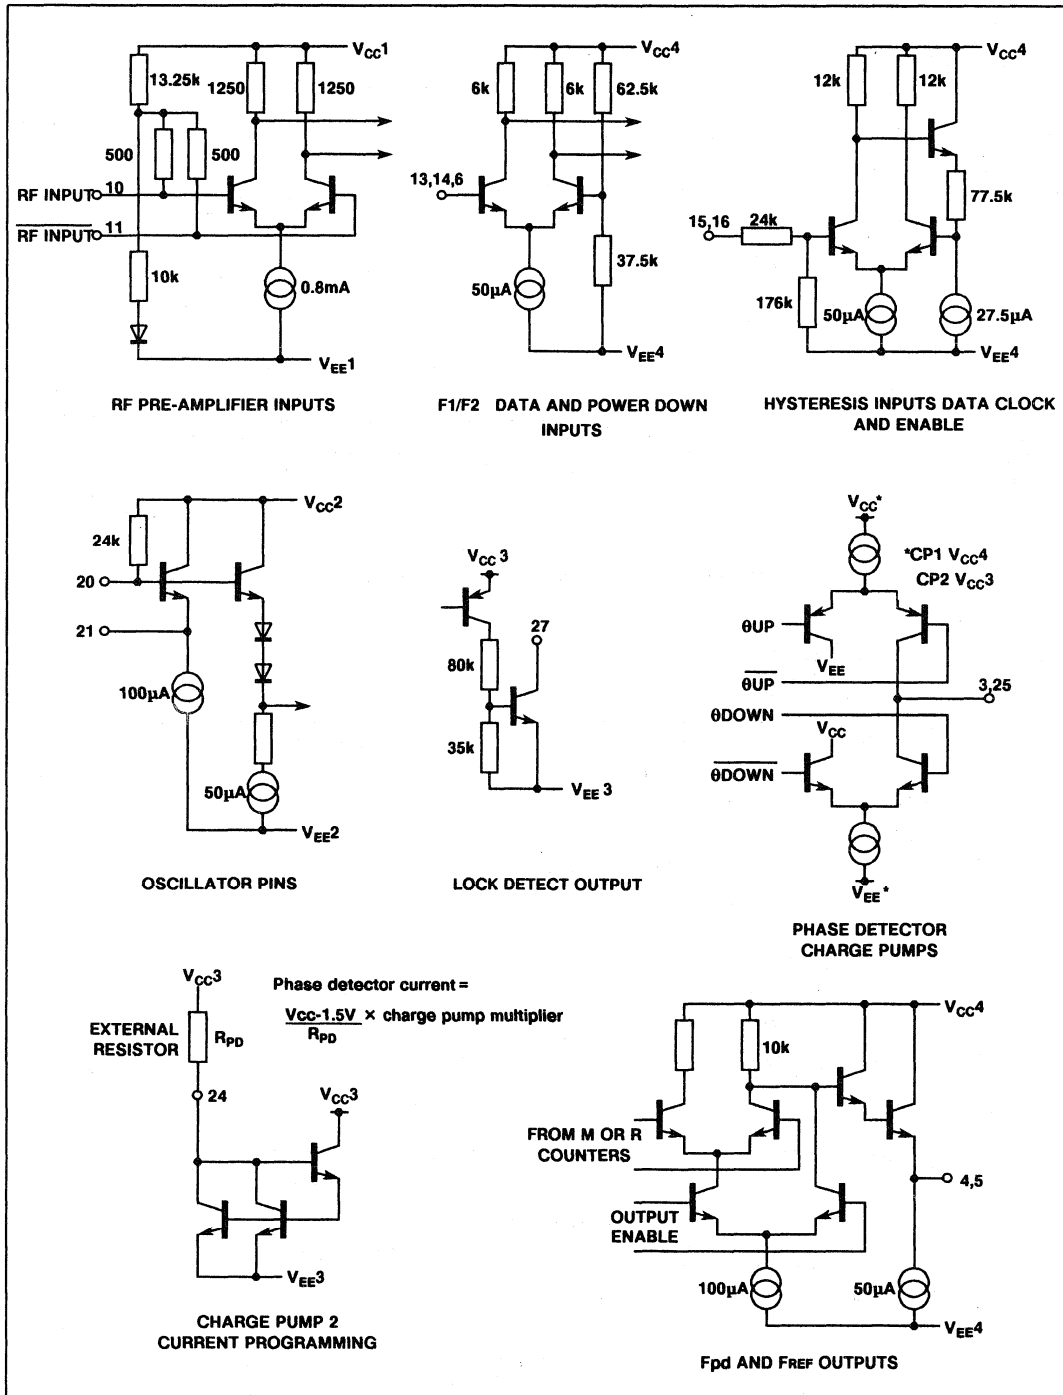 VCC1
13.25k
1250
1250
500
500
RF INPUT
10
RF INPUT
11
10k
0.8mA
VEE1
RF PRE-AMPLIFIER INPUTS
VCC4
6k
6k
62.5k
13,14,6
37.5k
50µA
VEE4
F1/F2 DATA AND POWER DOWN
INPUTS
VCC4
12k
12k
77.5k
15,16
24k
176k
50µA
27.5µA
VEE4
HYSTERESIS INPUTS DATA CLOCK
AND ENABLE
VCC2
24k
20
21
100µA
50µA
VEE2
OSCILLATOR PINS
VCC 3
27
80k
35k
VEE 3
LOCK DETECT OUTPUT
VCC*
*CP1 VCC4
CP2 VCC3
θUP
VEE
θUP
3,25
θDOWN
VCC
θDOWN
VEE*
PHASE DETECTOR
CHARGE PUMPS
VCC3
EXTERNAL
RESISTOR
RPD
24
Phase detector current =
Vcc-1.5V × charge pump multiplier
RPD
VCC3
VEE3
CHARGE PUMP 2
CURRENT PROGRAMMING
VCC4
10k
FROM M OR R
COUNTERS
4,5
OUTPUT
ENABLE
100µA
50µA
VEE4
Fpd AND FREF OUTPUTS